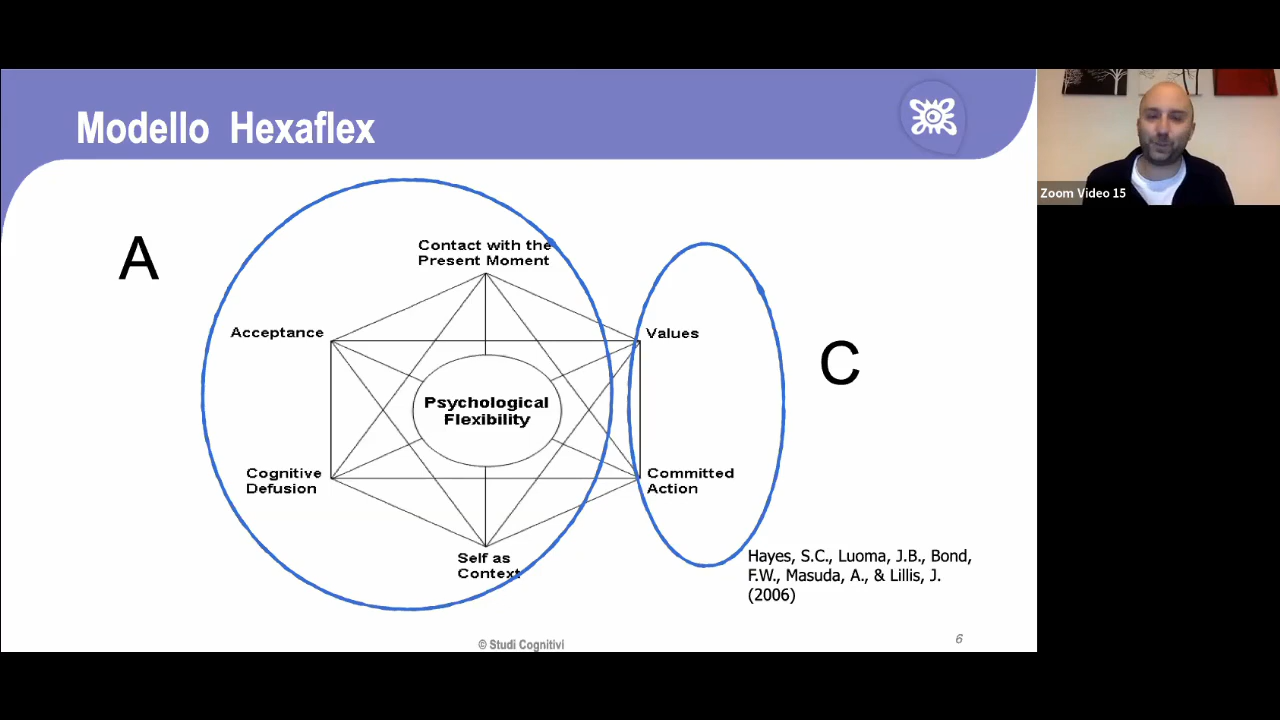 Modello Hexaflex
Zoom Video 15
A
Contact with the
Present Moment
Acceptance
Values
C
Psychological
Flexibility
Cognitive
Defusion
Committed
Action
Self as
Context
Hayes, S.C., Luoma, J.B., Bond,
F.W., Masuda, A., & Lillis, J.
(2006)
© Studi Cognitivi
6